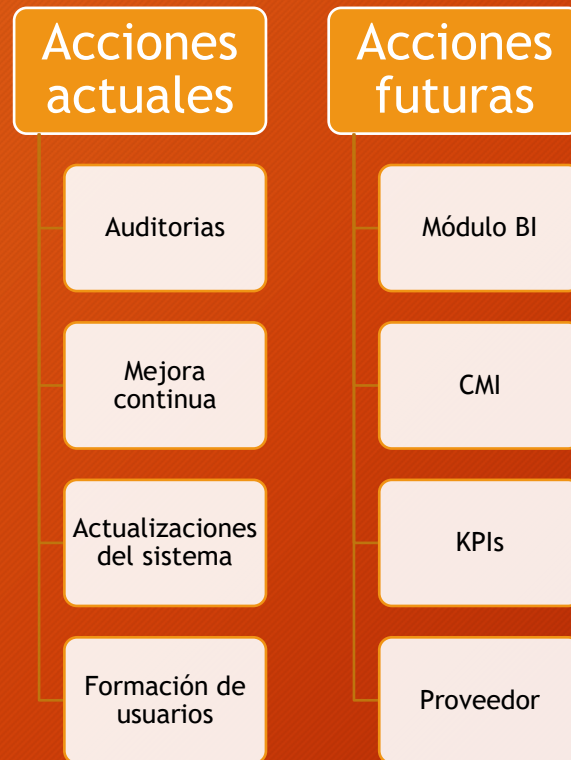 Acciones
actuales
Auditorias
Mejora
continua
Actualizaciones
del sistema
Formación de
usuarios
Acciones
futuras
Módulo BI
CMI
KPIs
Proveedor